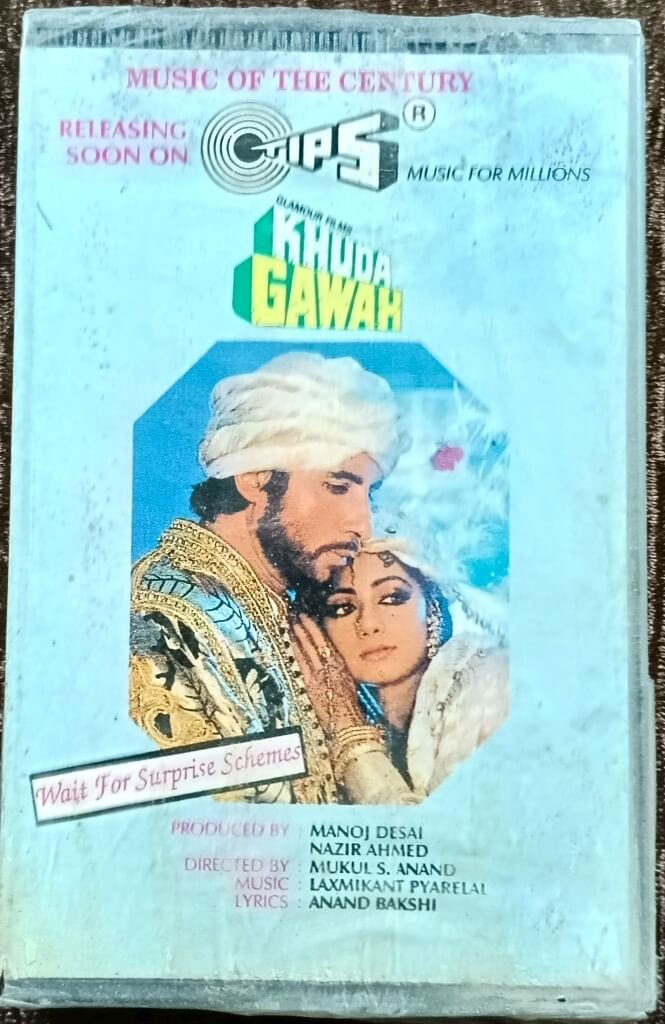 MUSIC OF THE CENTURY
RELEASING
SOON ON
TIPS ®
MUSIC FOR MILLIONS
GLAMOUR FILMS
KHUDA
GAWAH
Wait For Surprise Schemes
PRODUCED BY : MANOJ DESAI
NAZIR AHMED
DIRECTED BY : MUKUL S. ANAND
MUSIC : LAXMIKANT PYARELAL
LYRICS : ANAND BAKSHI